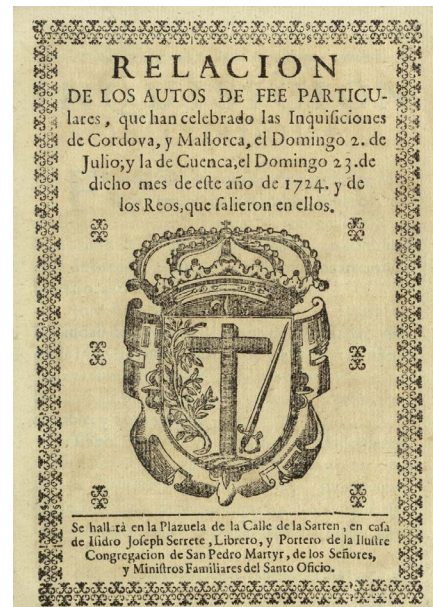 RELACION
DE LOS AUTOS DE FEE PARTICU-
lares, que han celebrado las Inquisiciones
de Cordova, y Mallorca, el Domingo 2. de
Julio; y la de Cuenca, el Domingo 23. de
dicho mes de este año de 1724. y de
los Reos, que salieron en ellos.
Se hallarà en la Plazuela de la Calle de la Sarten, en casa
de Isidro Joseph Serrete, Librero, y Portero de la Ilustre
Congregacion de San Pedro Martyr, de los Señores,
y Ministros Familiares del Santo Oficio.